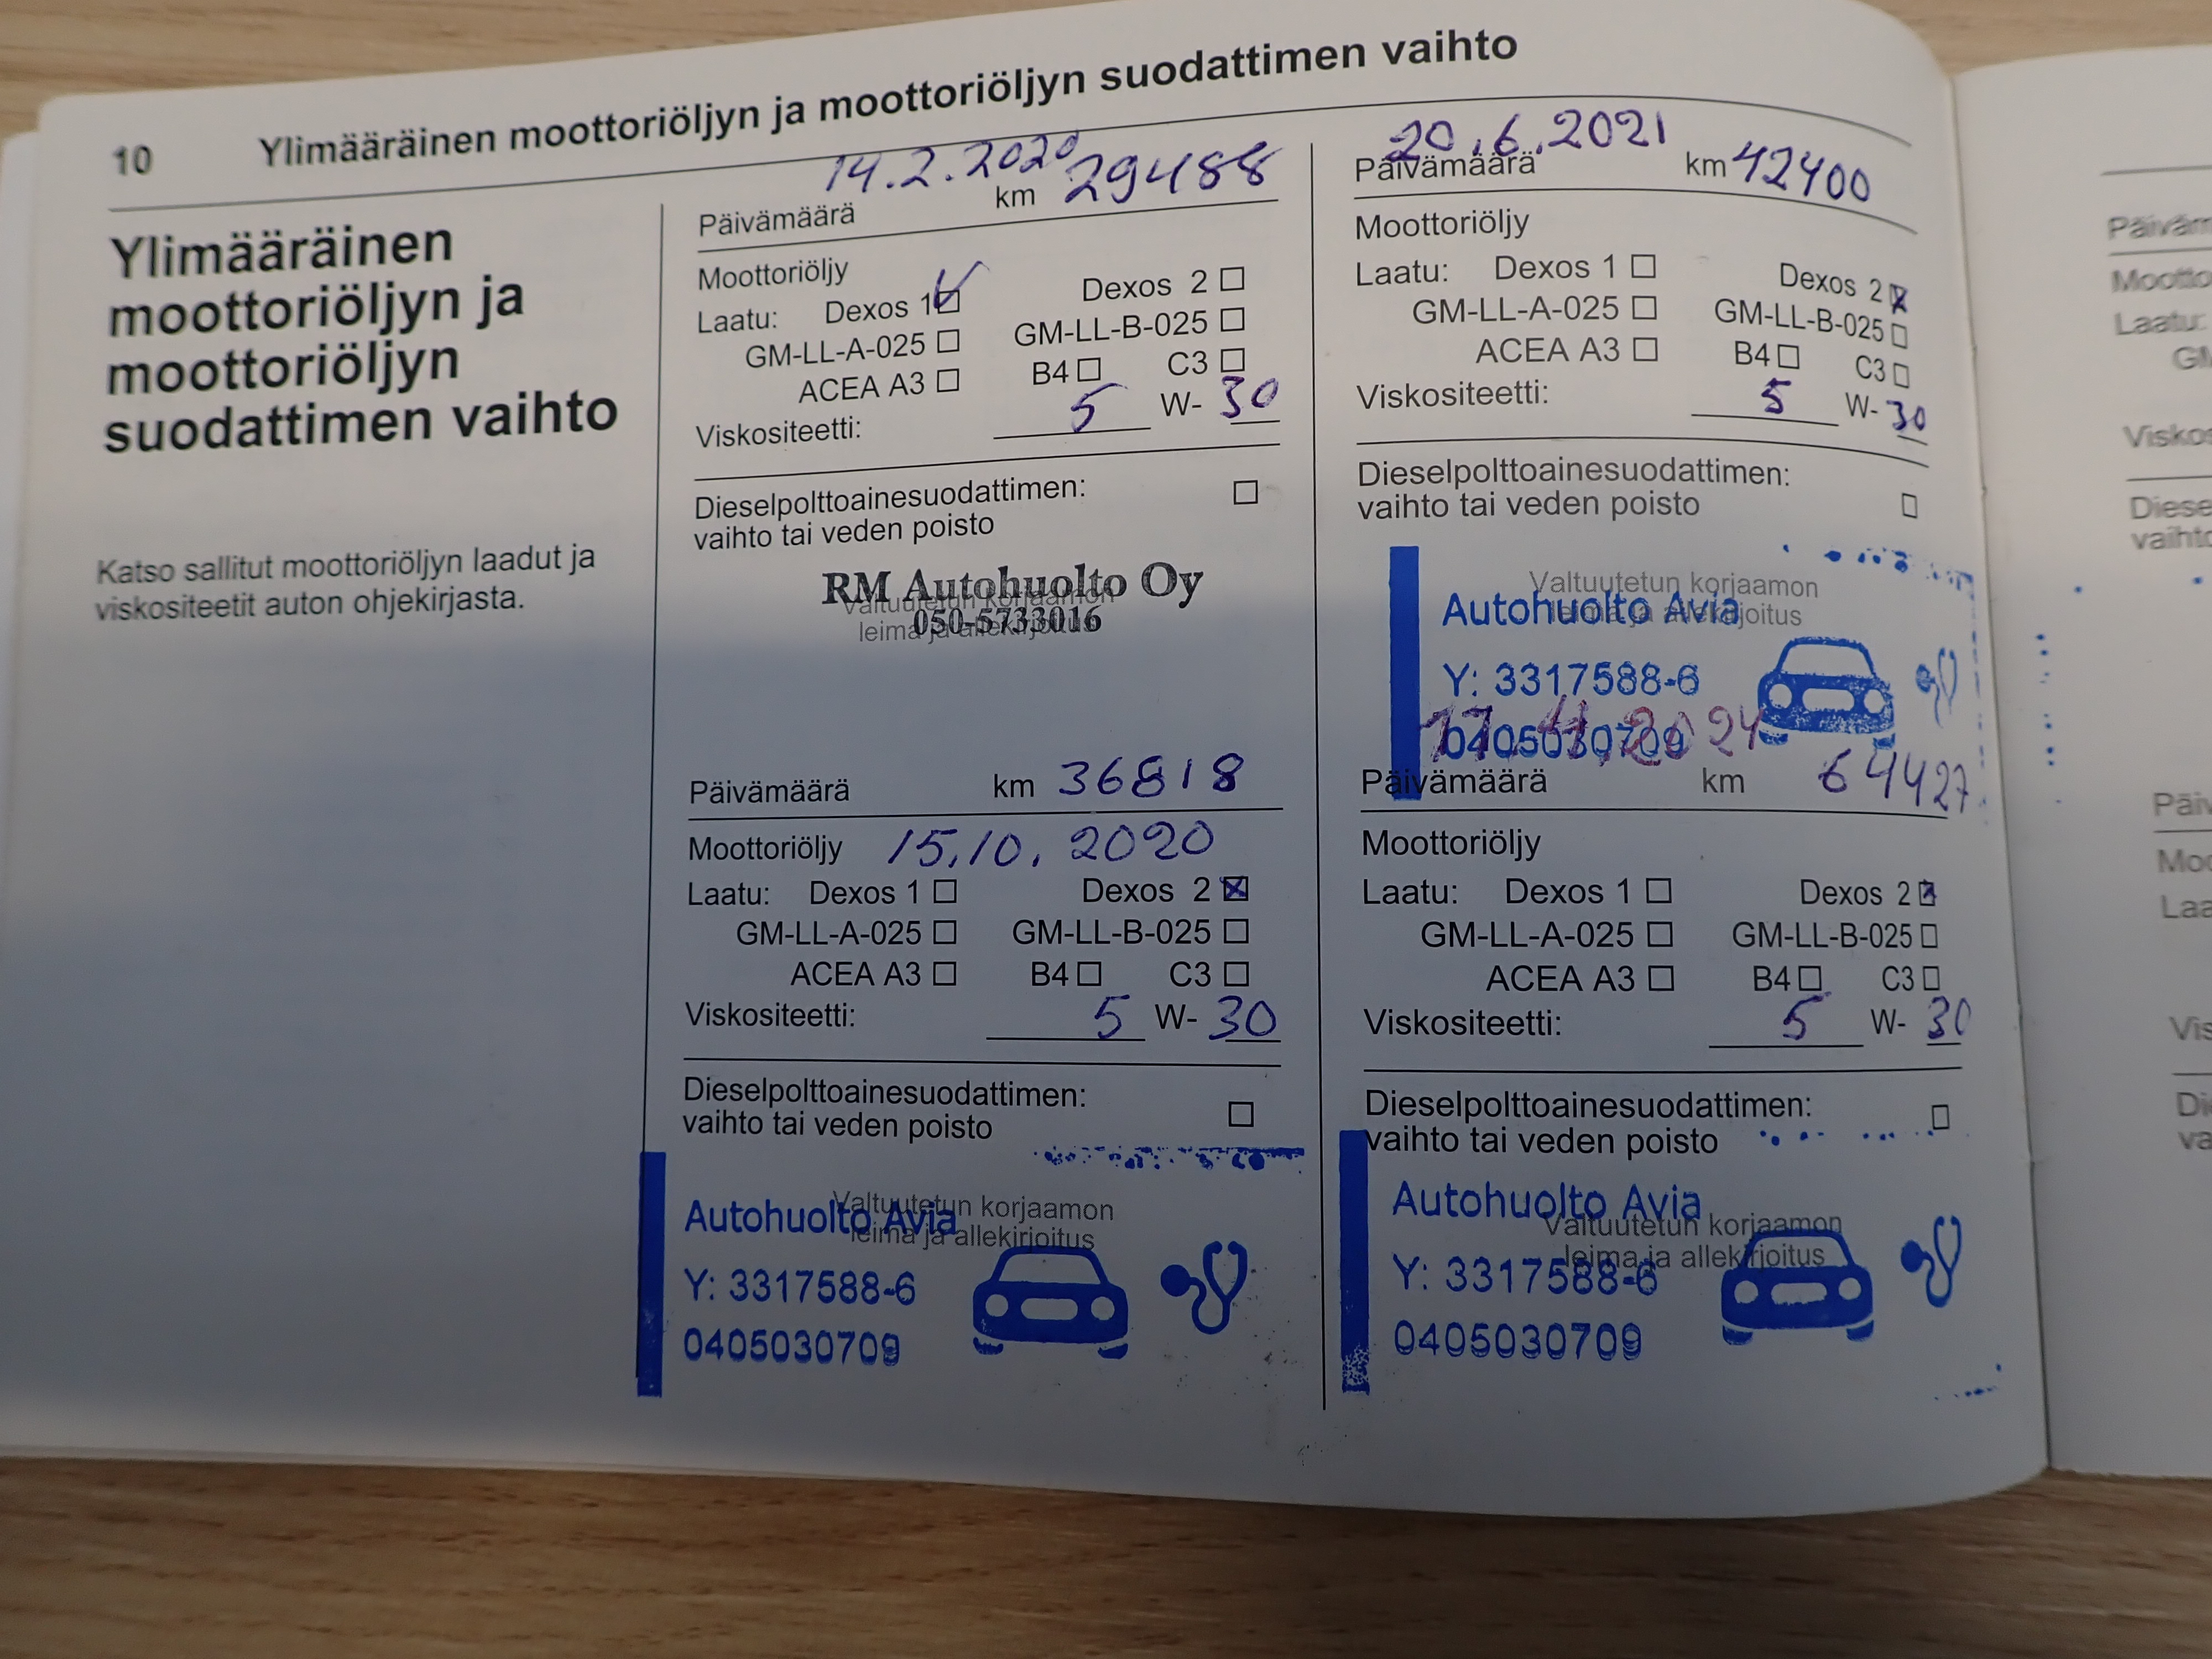 10 Ylimääräinen moottoriöljyn ja moottoriöljyn suodattimen vaihto
Ylimääräinen
moottoriöljyn ja
moottoriöljyn
suodattimen vaihto
Katso sallitut moottoriöljyn laadut ja
viskositeetit auton ohjekirjasta.
14.2.2020
Päivämäärä km 29488
Moottoriöljy
Laatu: Dexos 1 Dexos 2
GM-LL-A-025 GM-LL-B-025
ACEA A3 B4 C3
Viskositeetti: 5 W- 30
Dieselpolttoainesuodattimen:
vaihto tai veden poisto
RM Autohuolto Oy
Valtuutetun korjaamon
050-5733016
leima ja allekirjoitus
Päivämäärä km 36818
Moottoriöljy 15.10.2020
Laatu: Dexos 1 Dexos 2
GM-LL-A-025 GM-LL-B-025
ACEA A3 B4 C3
Viskositeetti: 5 W- 30
Dieselpolttoainesuodattimen:
vaihto tai veden poisto
Valtuutetun korjaamon
Autohuolto Avia
leima ja allekirjoitus
Y: 3317588-6
0405030709
20.6.2021
Päivämäärä km 42400
Moottoriöljy
Laatu: Dexos 1 Dexos 2
GM-LL-A-025 GM-LL-B-025
ACEA A3 B4 C3
Viskositeetti: 5 W- 30
Dieselpolttoainesuodattimen:
vaihto tai veden poisto
Valtuutetun korjaamon
Autohuolto Avia
leima ja allekirjoitus
Y: 3317588-6
0405030709
Päivämäärä km 64427
Moottoriöljy
Laatu: Dexos 1 Dexos 2
GM-LL-A-025 GM-LL-B-025
ACEA A3 B4 C3
Viskositeetti: 5 W- 30
Dieselpolttoainesuodattimen:
vaihto tai veden poisto
Autohuolto Avia
Valtuutetun korjaamon
leima ja allekirjoitus
Y: 3317588-6
0405030709